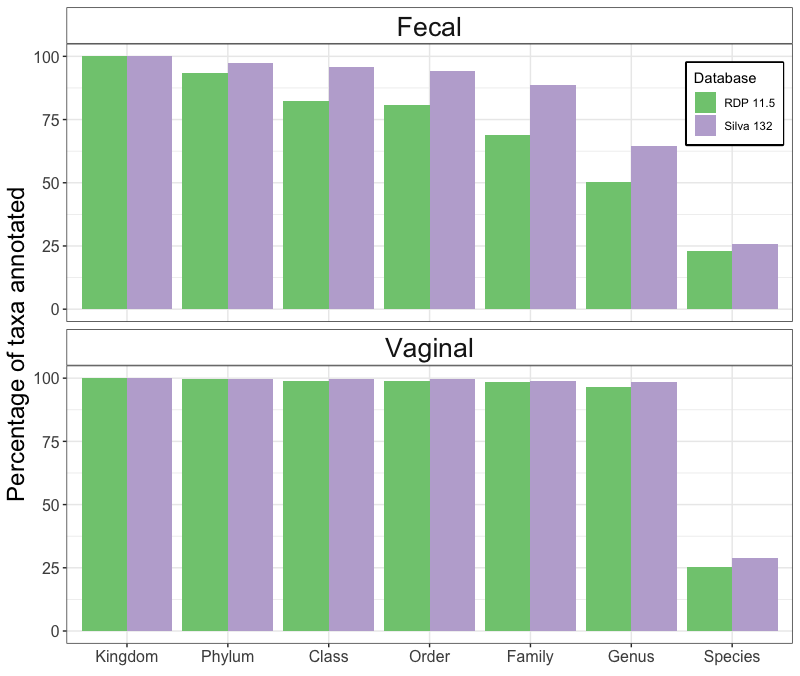 Fecal
100
75
50
25
0
Database
RDP 11.5
Silva 132
Percentage of taxa annotated
Vaginal
100
75
50
25
0
Kingdom Phylum Class Order Family Genus Species